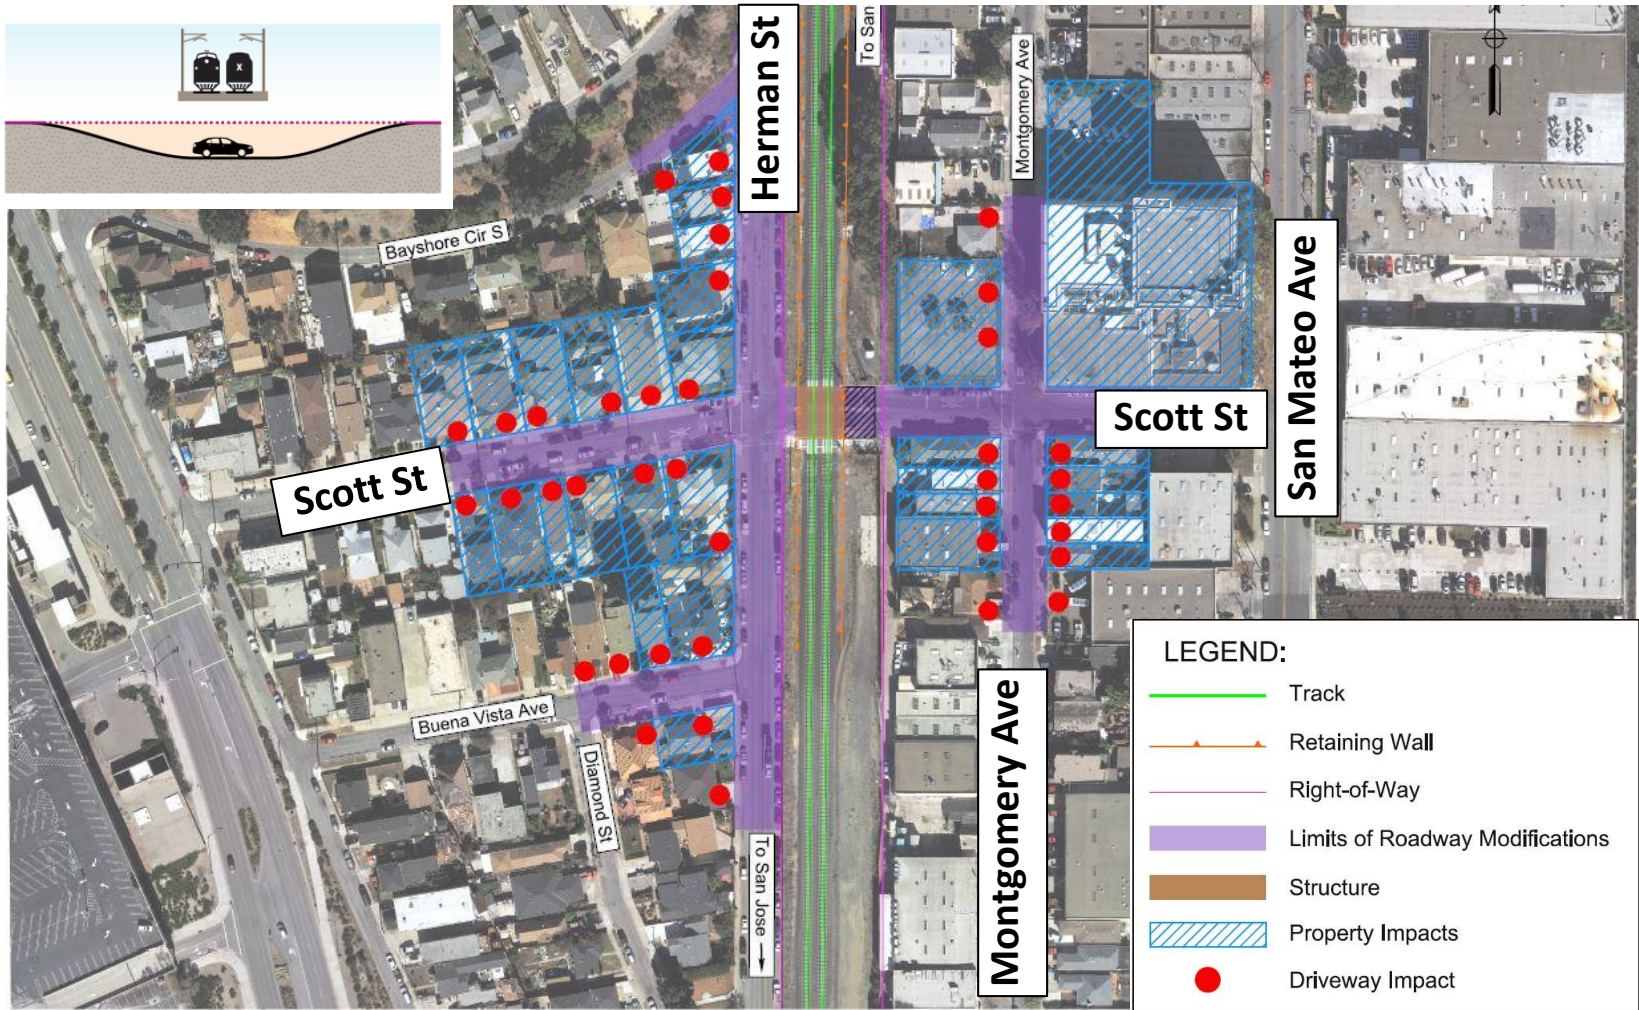 X
Herman St
To San
Montgomery Ave
Bayshore Cir S
San Mateo Ave
Scott St
Scott St
Buena Vista Ave
Diamond St
To San Jose
Montgomery Ave
LEGEND:
Track
Retaining Wall
Right-of-Way
Limits of Roadway Modifications
Structure
Property Impacts
Driveway Impact